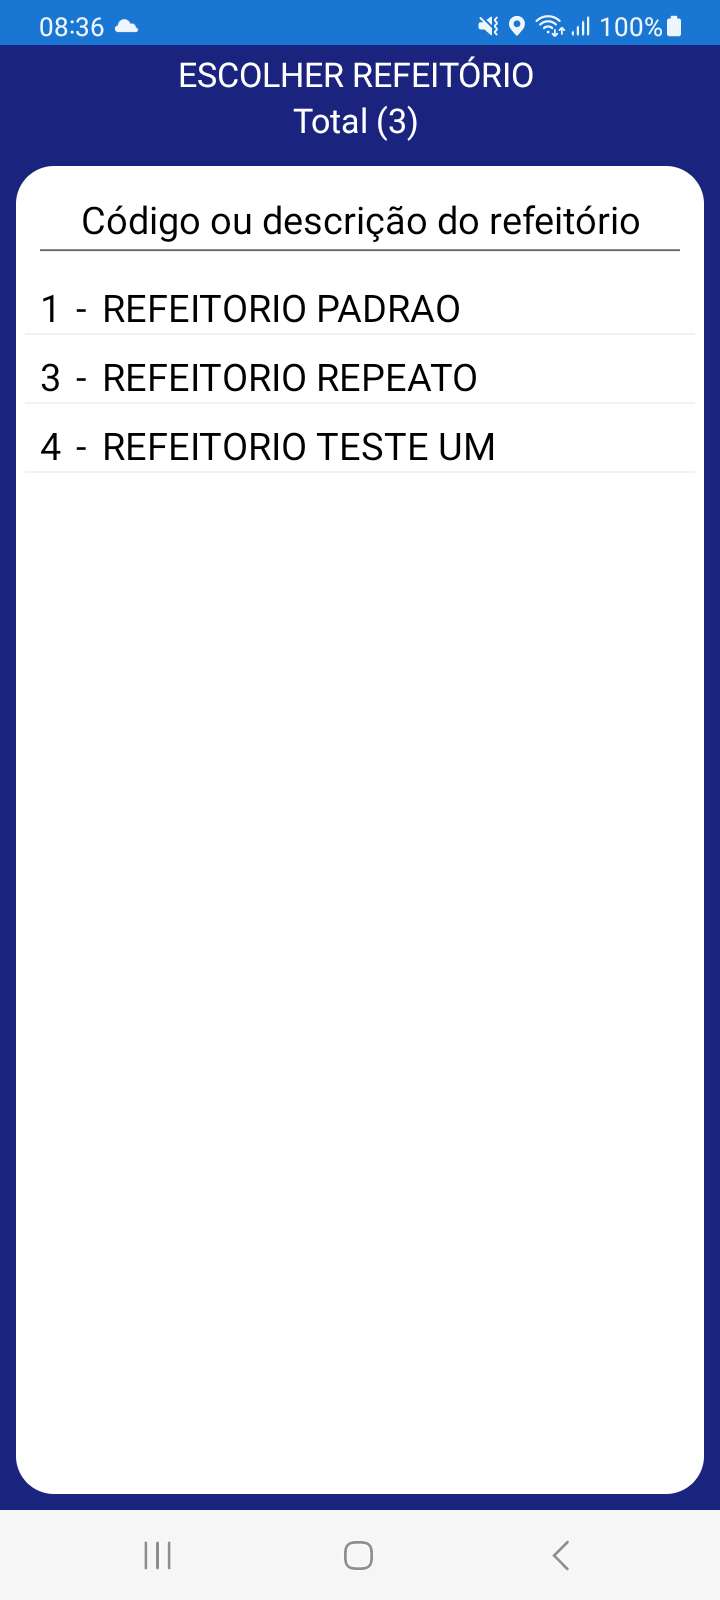 08:36 100%
ESCOLHER REFEITÓRIO
Total (3)
Código ou descrição do refeitório
1 - REFEITORIO PADRAO
3 - REFEITORIO REPEATO
4 - REFEITORIO TESTE UM